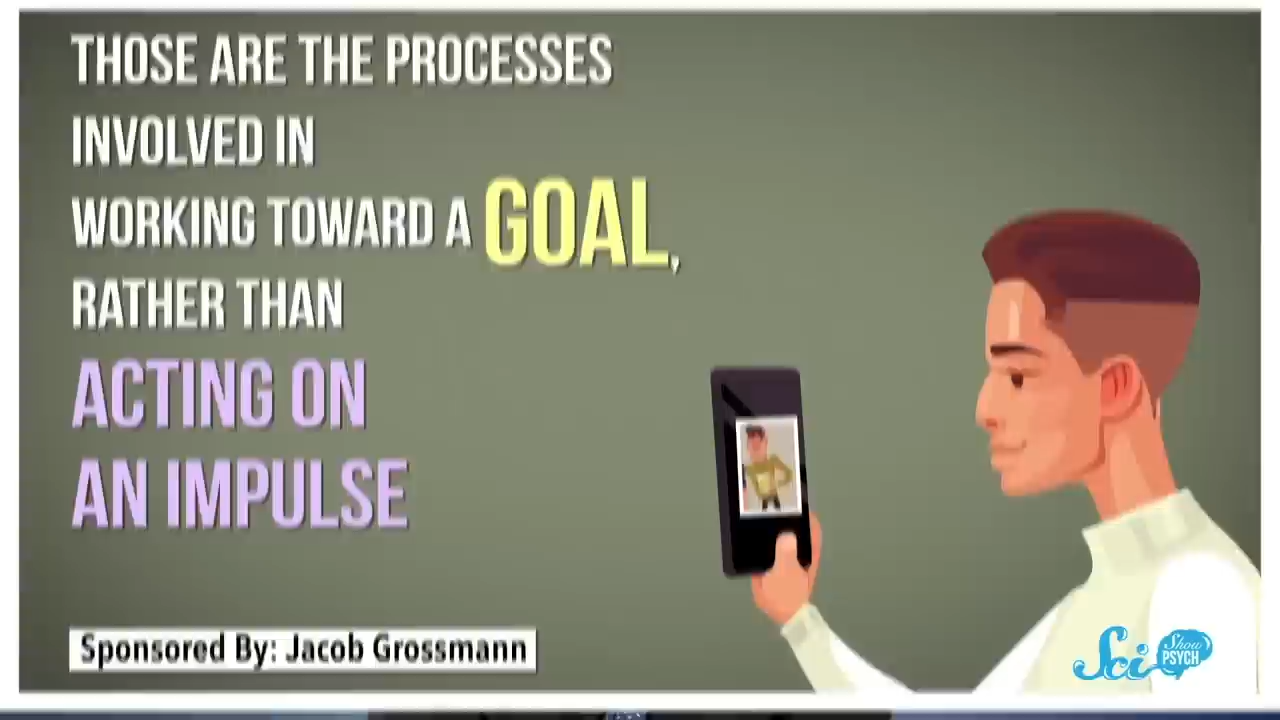 THOSE ARE THE PROCESSES
INVOLVED IN
WORKING TOWARD A GOAL,
RATHER THAN
ACTING ON
AN IMPULSE
Sponsored By: Jacob Grossmann
Sci Show
PSYCH